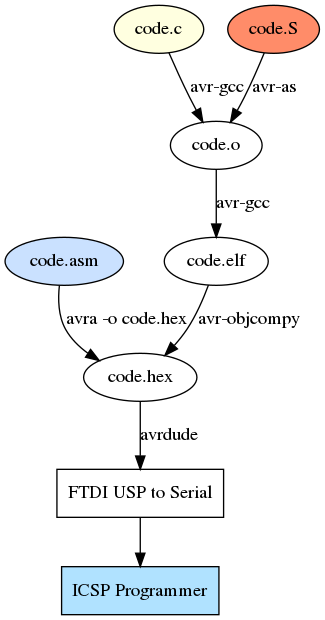 code.c
code.S
avr-gcc
avr-as
code.o
avr-gcc
code.asm
code.elf
avra -o code.hex
avr-objcompy
code.hex
avrdude
FTDI USP to Serial
ICSP Programmer